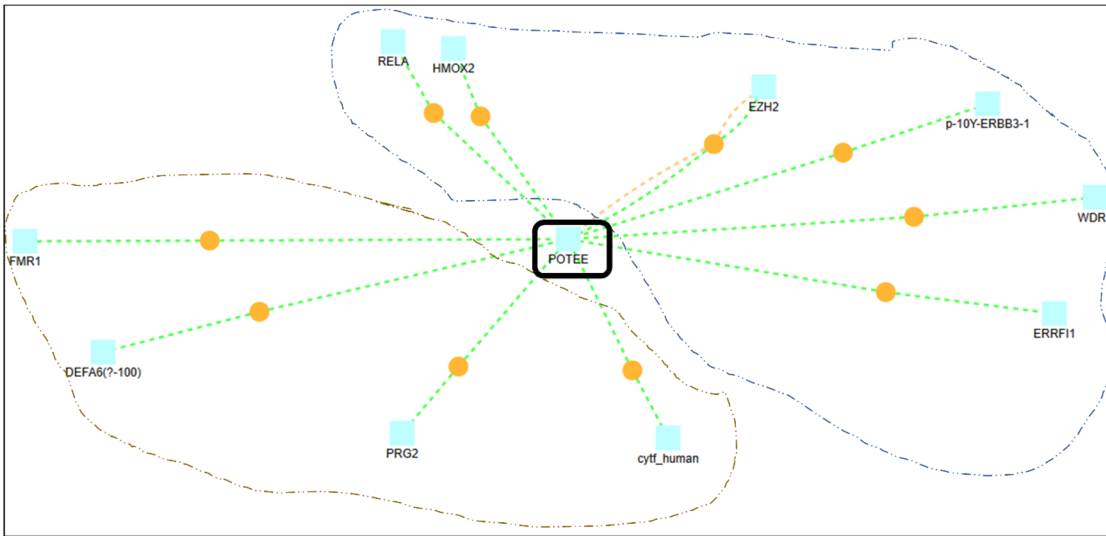 RELA
HMOX2
EZH2
p-10Y-ERBB3-1
WDR
FMR1
POTEE
ERRFI1
DEFA6(?-100)
PRG2
cytf_human